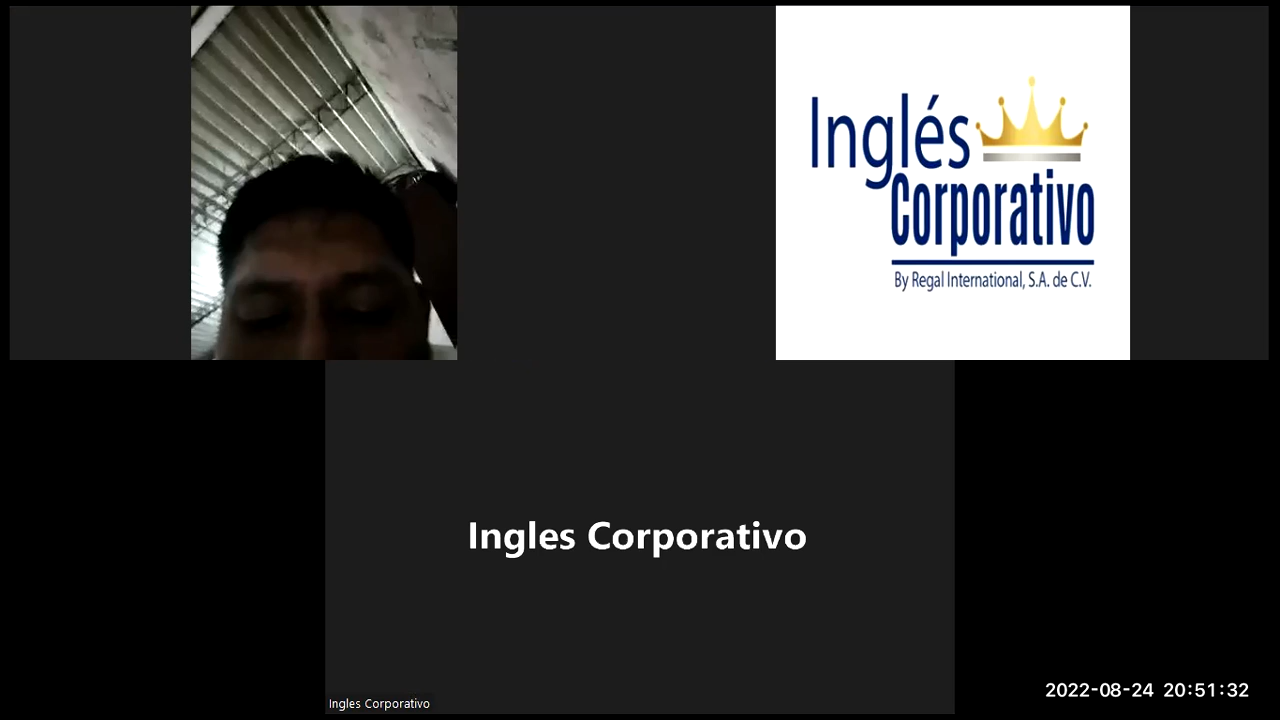 Inglés
Corporativo
By Regal International, S.A. de C.V.
Ingles Corporativo
Ingles Corporativo
2022-08-24 20:51:32